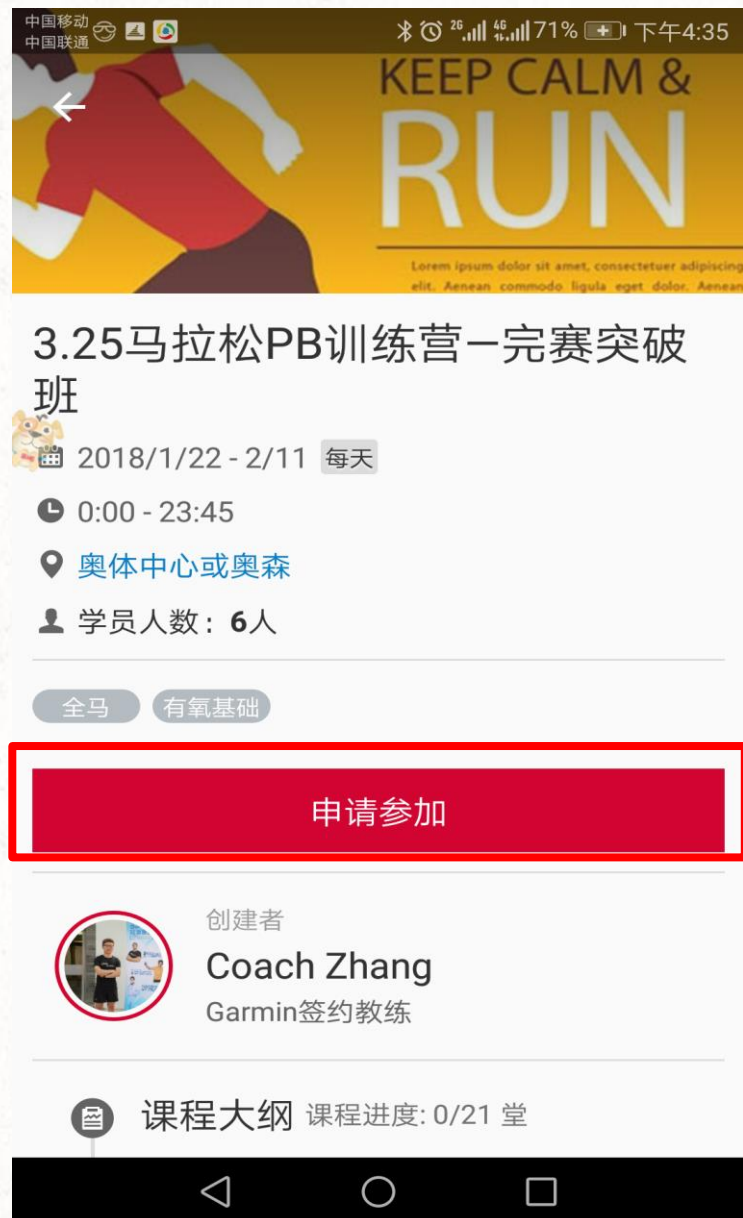 中国移动
中国联通
2G 4G 71% 下午4:35
KEEP CALM &
RUN
Lorem ipsum dolor sit amet, consectetuer adipiscing
elit. Aenean commodo ligula eget dolor. Aenean
3.25马拉松PB训练营—完赛突破
班
2018/1/22 - 2/11 每天
0:00 - 23:45
奥体中心或奥森
学员人数: 6人
全马 有氧基础
申请参加
创建者
Coach Zhang
Garmin签约教练
课程大纲 课程进度: 0/21 堂